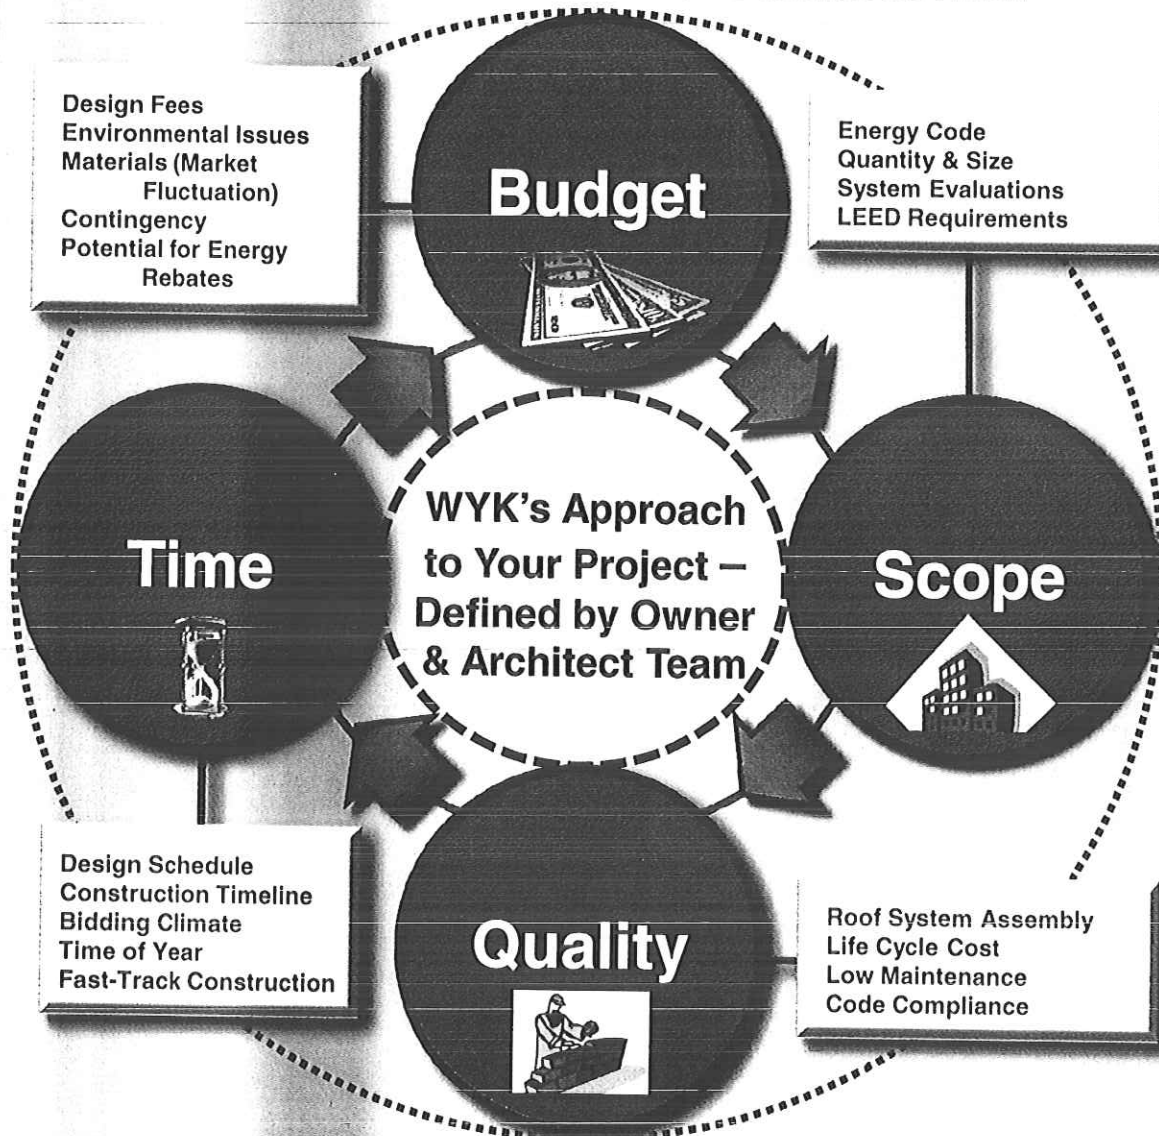 Design Fees
Environmental Issues
Materials (Market
Fluctuation)
Contingency
Potential for Energy
Rebates
Budget
Energy Code
Quantity & Size
System Evaluations
LEED Requirements
Time
WYK's Approach
to Your Project –
Defined by Owner
& Architect Team
Scope
Design Schedule
Construction Timeline
Bidding Climate
Time of Year
Fast-Track Construction
Quality
Roof System Assembly
Life Cycle Cost
Low Maintenance
Code Compliance